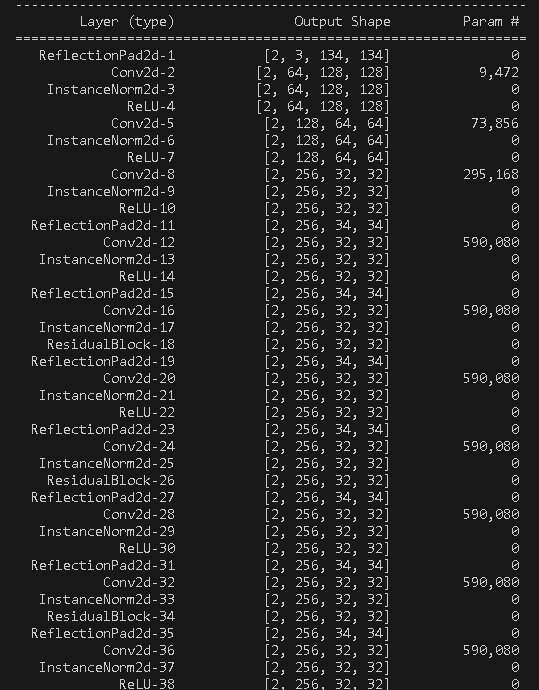 ----------------------------------------------------------------
Layer (type) Output Shape Param #
================================================================
ReflectionPad2d-1 [2, 3, 134, 134] 0
Conv2d-2 [2, 64, 128, 128] 9,472
InstanceNorm2d-3 [2, 64, 128, 128] 0
ReLU-4 [2, 64, 128, 128] 0
Conv2d-5 [2, 128, 64, 64] 73,856
InstanceNorm2d-6 [2, 128, 64, 64] 0
ReLU-7 [2, 128, 64, 64] 0
Conv2d-8 [2, 256, 32, 32] 295,168
InstanceNorm2d-9 [2, 256, 32, 32] 0
ReLU-10 [2, 256, 32, 32] 0
ReflectionPad2d-11 [2, 256, 34, 34] 0
Conv2d-12 [2, 256, 32, 32] 590,080
InstanceNorm2d-13 [2, 256, 32, 32] 0
ReLU-14 [2, 256, 32, 32] 0
ReflectionPad2d-15 [2, 256, 34, 34] 0
Conv2d-16 [2, 256, 32, 32] 590,080
InstanceNorm2d-17 [2, 256, 32, 32] 0
ResidualBlock-18 [2, 256, 32, 32] 0
ReflectionPad2d-19 [2, 256, 34, 34] 0
Conv2d-20 [2, 256, 32, 32] 590,080
InstanceNorm2d-21 [2, 256, 32, 32] 0
ReLU-22 [2, 256, 32, 32] 0
ReflectionPad2d-23 [2, 256, 34, 34] 0
Conv2d-24 [2, 256, 32, 32] 590,080
InstanceNorm2d-25 [2, 256, 32, 32] 0
ResidualBlock-26 [2, 256, 32, 32] 0
ReflectionPad2d-27 [2, 256, 34, 34] 0
Conv2d-28 [2, 256, 32, 32] 590,080
InstanceNorm2d-29 [2, 256, 32, 32] 0
ReLU-30 [2, 256, 32, 32] 0
ReflectionPad2d-31 [2, 256, 34, 34] 0
Conv2d-32 [2, 256, 32, 32] 590,080
InstanceNorm2d-33 [2, 256, 32, 32] 0
ResidualBlock-34 [2, 256, 32, 32] 0
ReflectionPad2d-35 [2, 256, 34, 34] 0
Conv2d-36 [2, 256, 32, 32] 590,080
InstanceNorm2d-37 [2, 256, 32, 32] 0
ReLU-38 [2, 256, 32, 32] 0